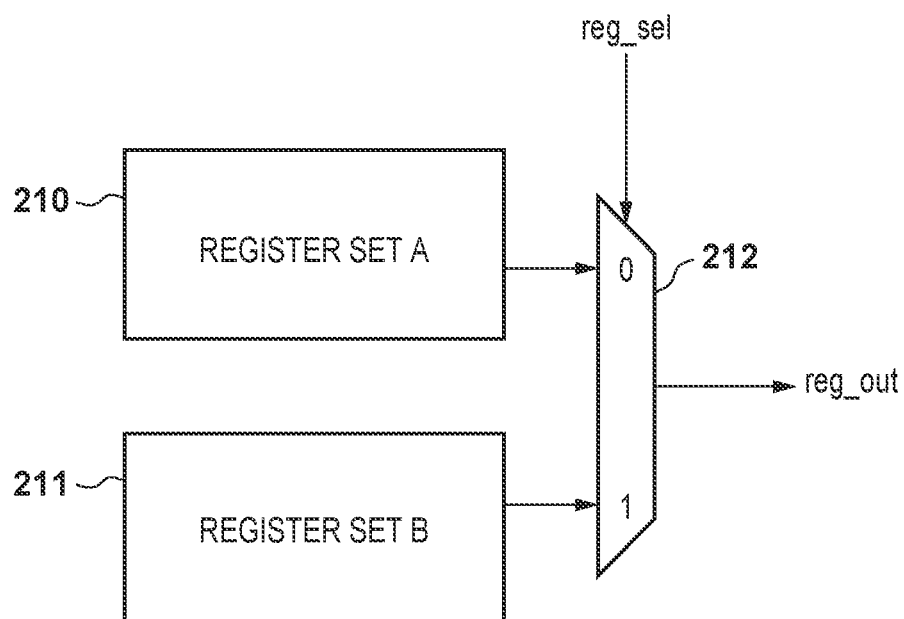 reg_sel
210
REGISTER SET A
0
212
reg_out
211
REGISTER SET B
1